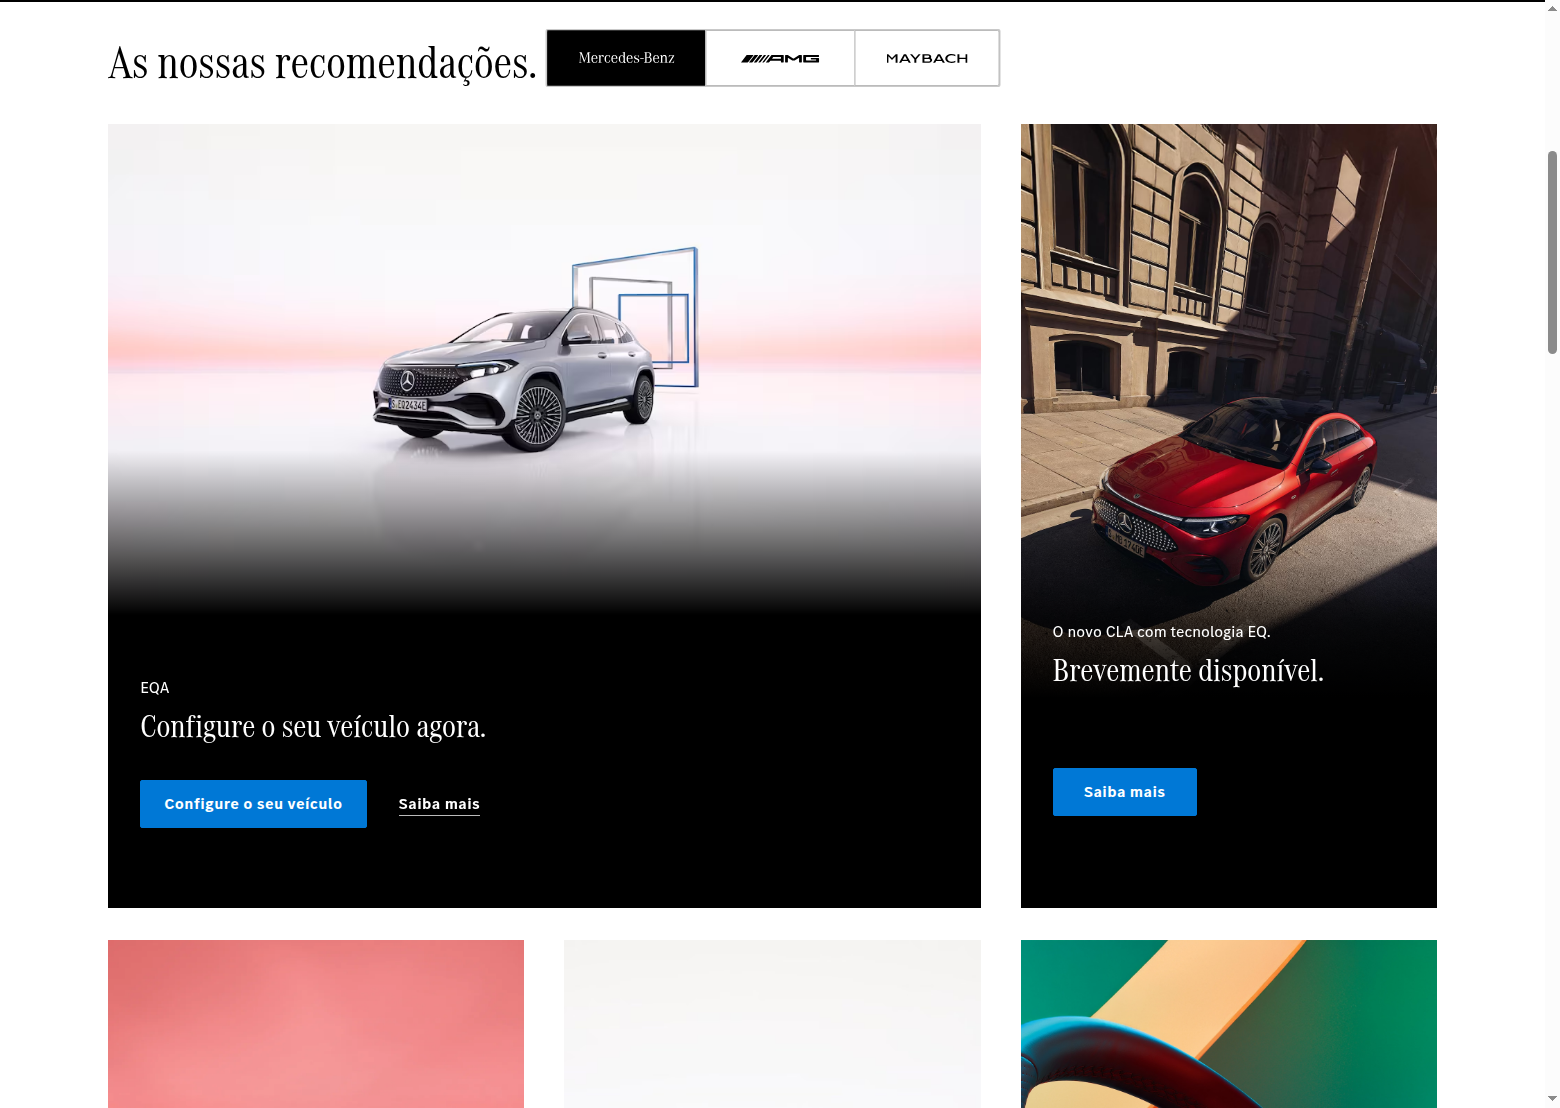 As nossas recomendações.
Mercedes-Benz
AMG
MAYBACH
S·EQ2434E
EQA
Configure o seu veículo agora.
Configure o seu veículo
Saiba mais
O novo CLA com tecnologia EQ.
Brevemente disponível.
Saiba mais